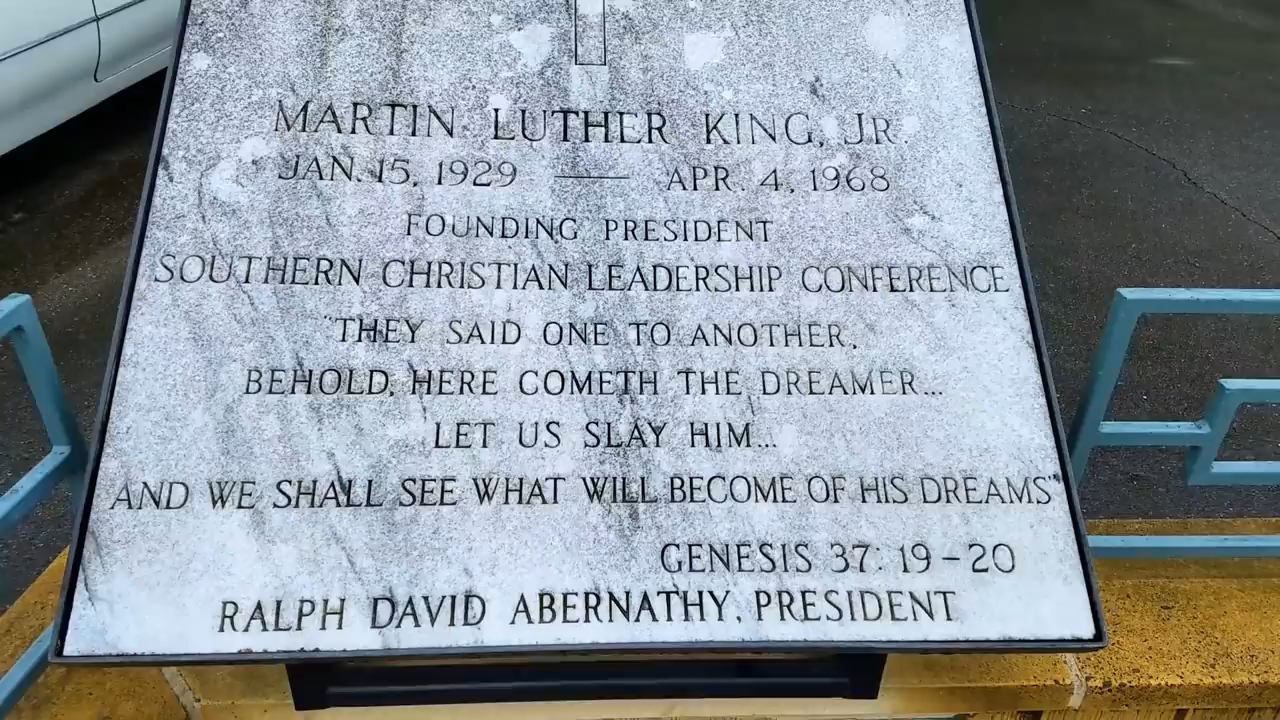 MARTIN LUTHER KING, JR.
JAN. 15, 1929 — APR. 4, 1968
FOUNDING PRESIDENT
SOUTHERN CHRISTIAN LEADERSHIP CONFERENCE
"THEY SAID ONE TO ANOTHER,
BEHOLD, HERE COMETH THE DREAMER...
LET US SLAY HIM...
AND WE SHALL SEE WHAT WILL BECOME OF HIS DREAMS"
GENESIS 37: 19-20
RALPH DAVID ABERNATHY, PRESIDENT